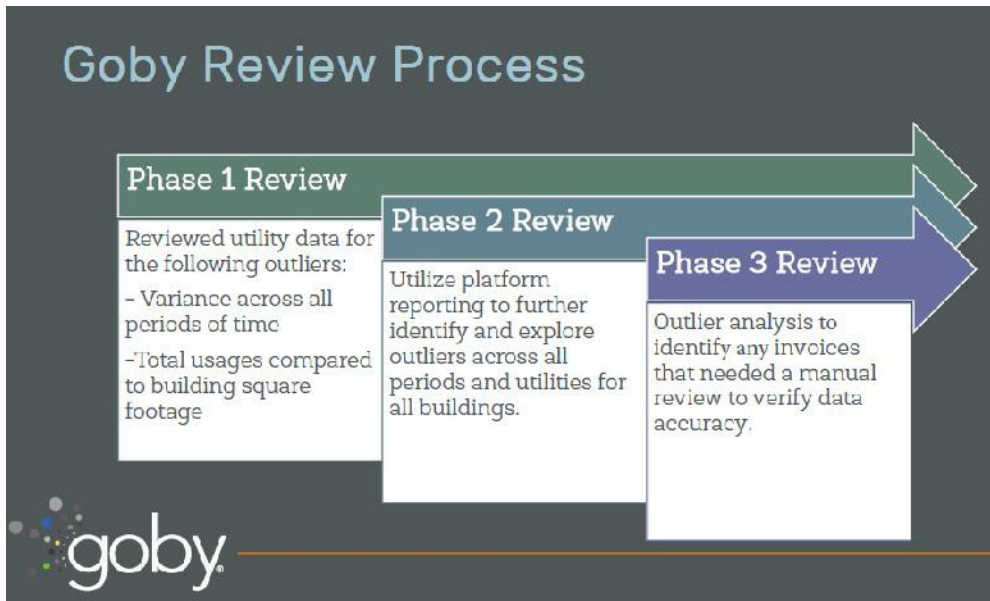 Goby Review Process
Phase 1 Review
Reviewed utility data for
the following outliers:
- Variance across all
periods of time
-Total usages compared
to building square
footage
Phase 2 Review
Utilize platform
reporting to further
identify and explore
outliers across all
periods and utilities for
all buildings.
Phase 3 Review
Outlier analysis to
identify any invoices
that needed a manual
review to verify data
accuracy.
goby®